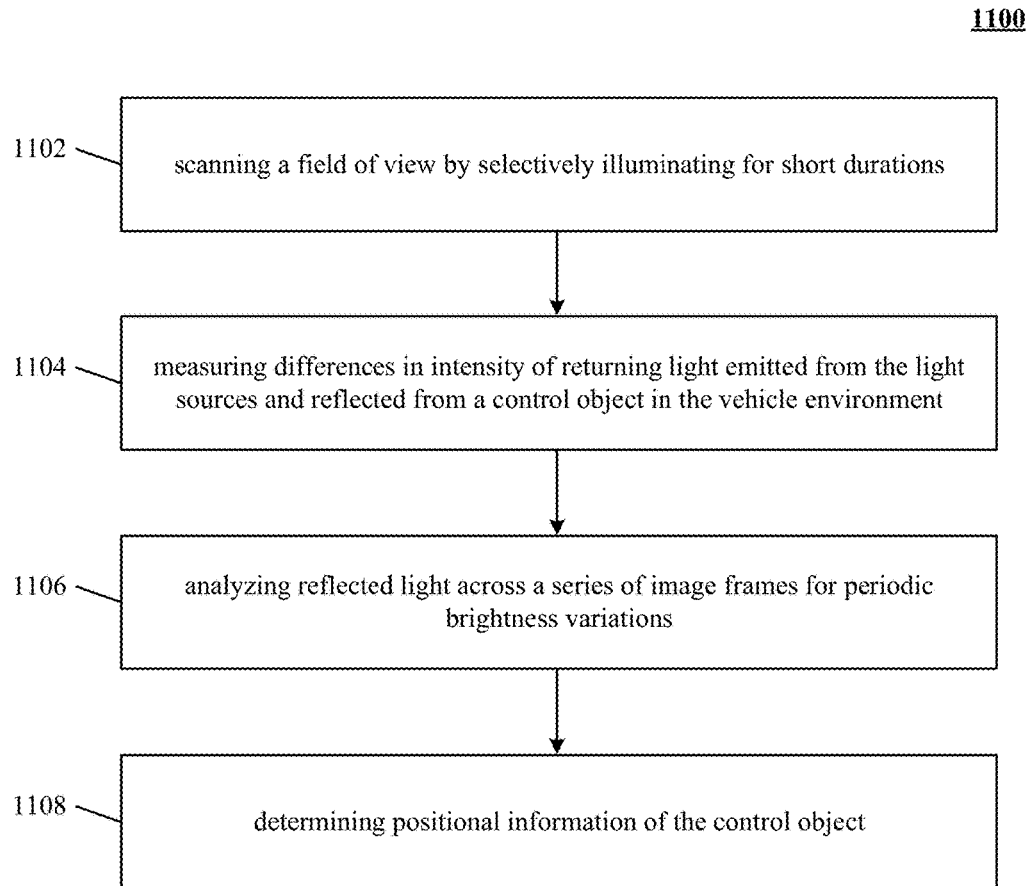 1100
1102
scanning a field of view by selectively illuminating for short durations
1104
measuring differences in intensity of returning light emitted from the light
sources and reflected from a control object in the vehicle environment
1106
analyzing reflected light across a series of image frames for periodic
brightness variations
1108
determining positional information of the control object